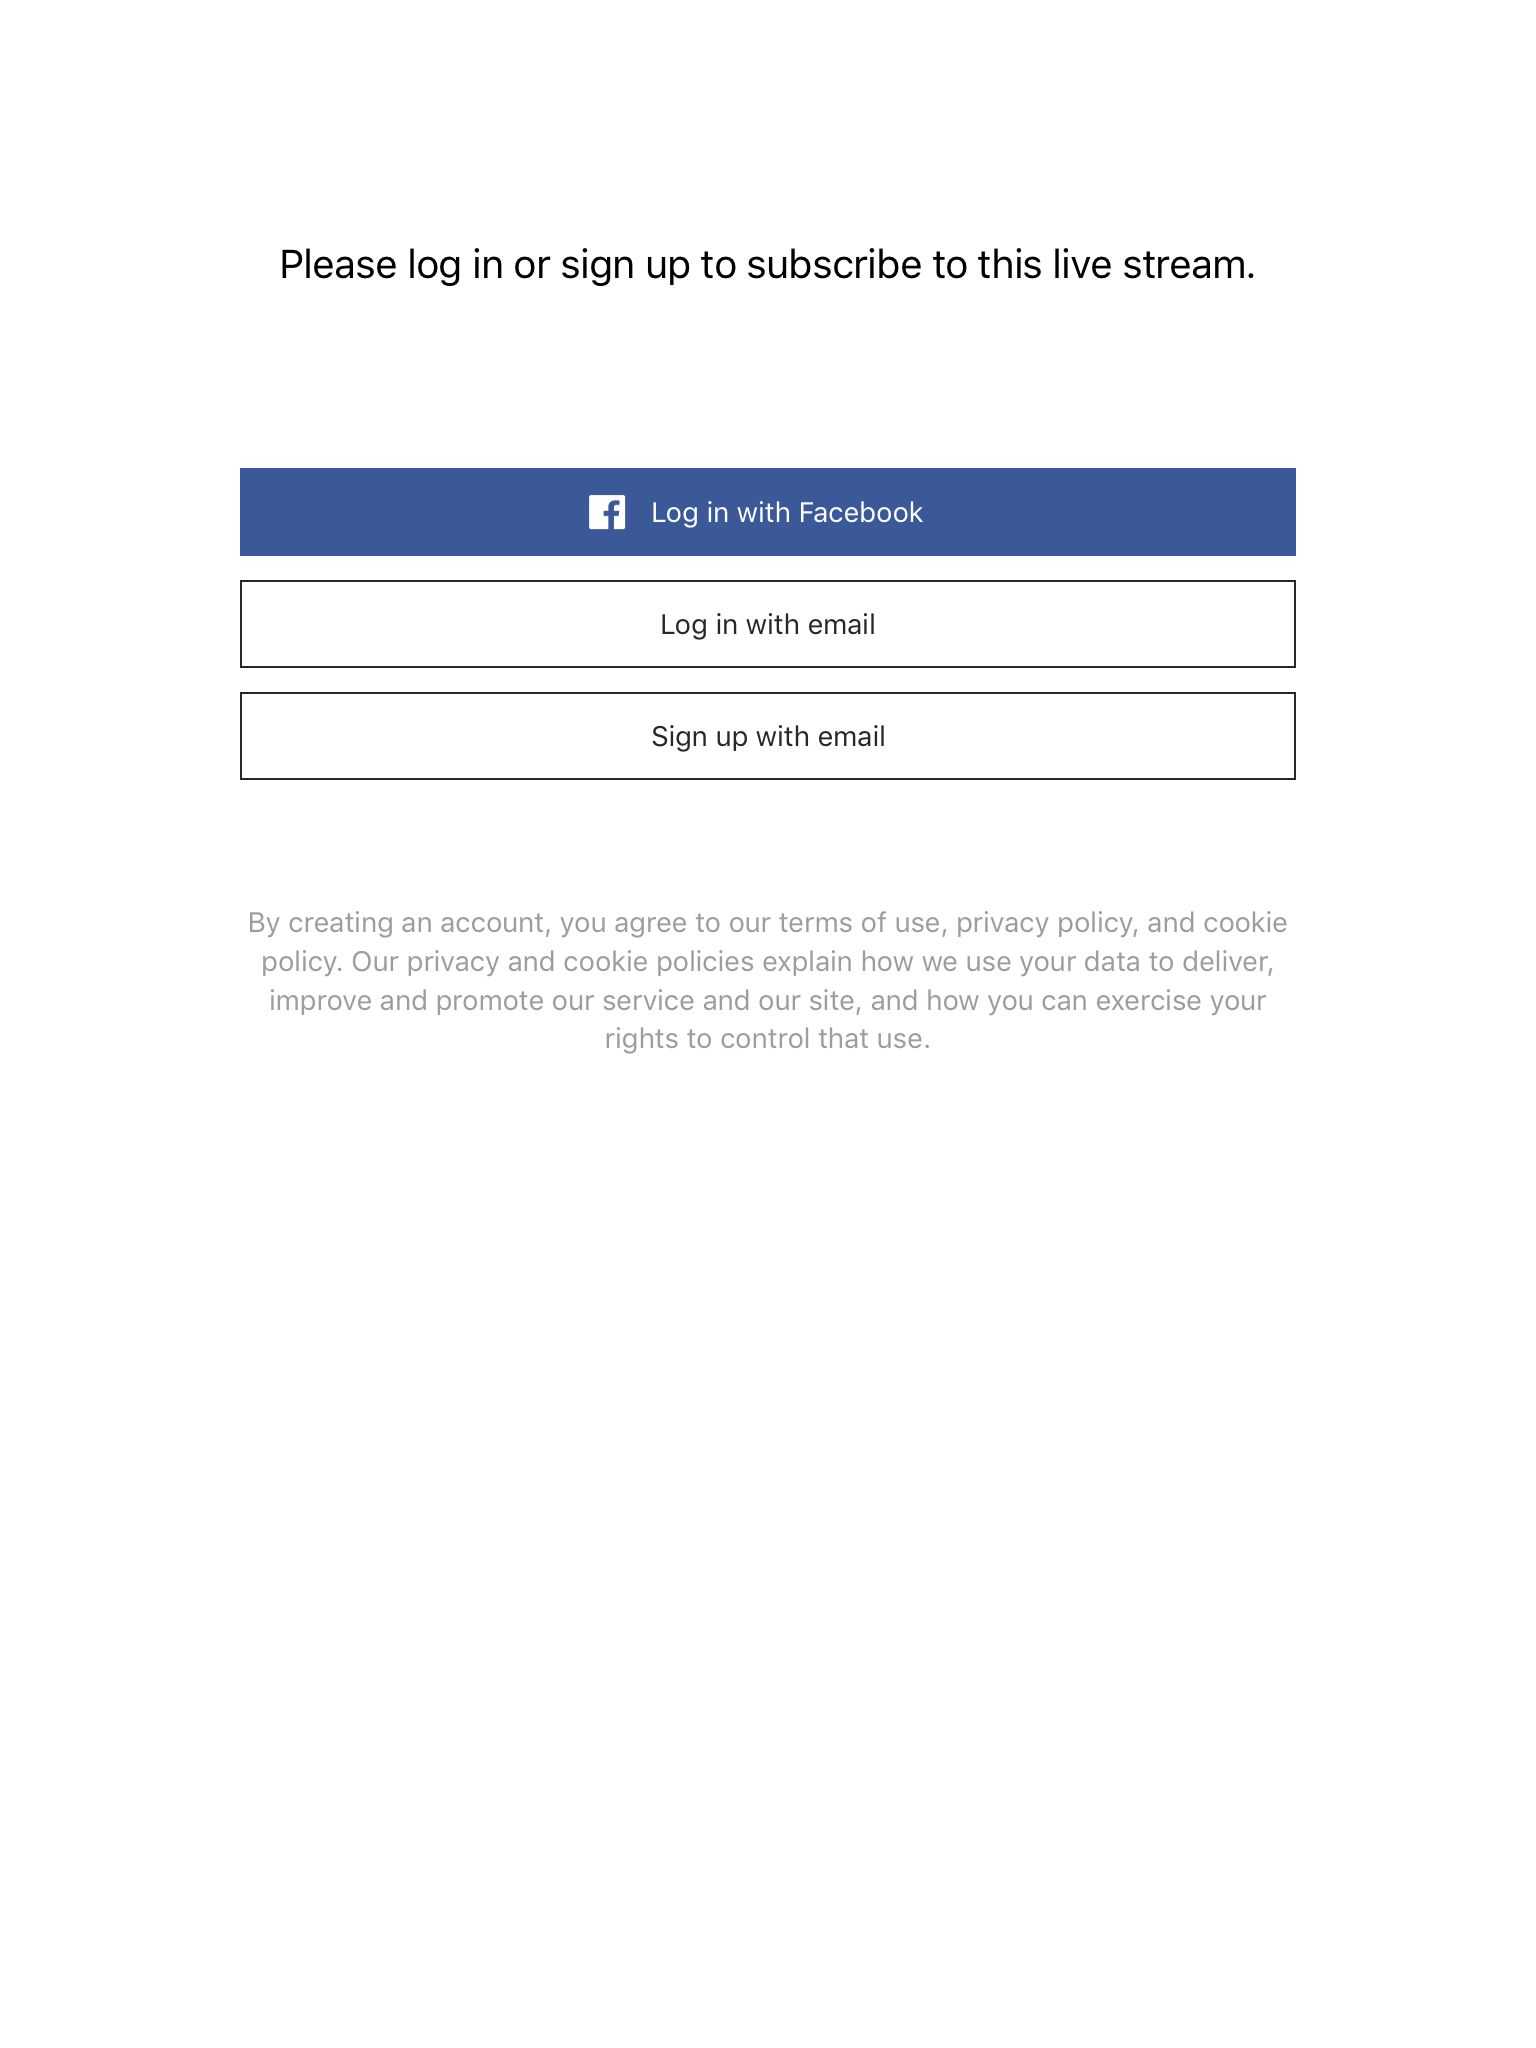 Please log in or sign up to subscribe to this live stream.
Log in with Facebook
Log in with email
Sign up with email
By creating an account, you agree to our terms of use, privacy policy, and cookie
policy. Our privacy and cookie policies explain how we use your data to deliver,
improve and promote our service and our site, and how you can exercise your
rights to control that use.